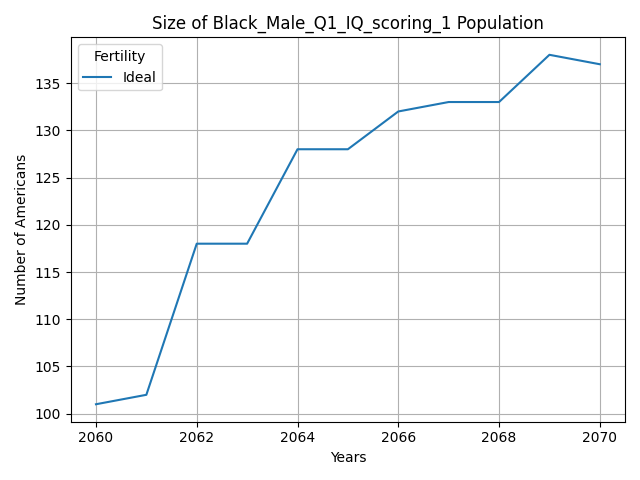 Size of Black_Male_Q1_IQ_scoring_1 Population
Fertility
Ideal
Number of Americans
135
130
125
120
115
110
105
100
2060
2062
2064
2066
2068
2070
Years